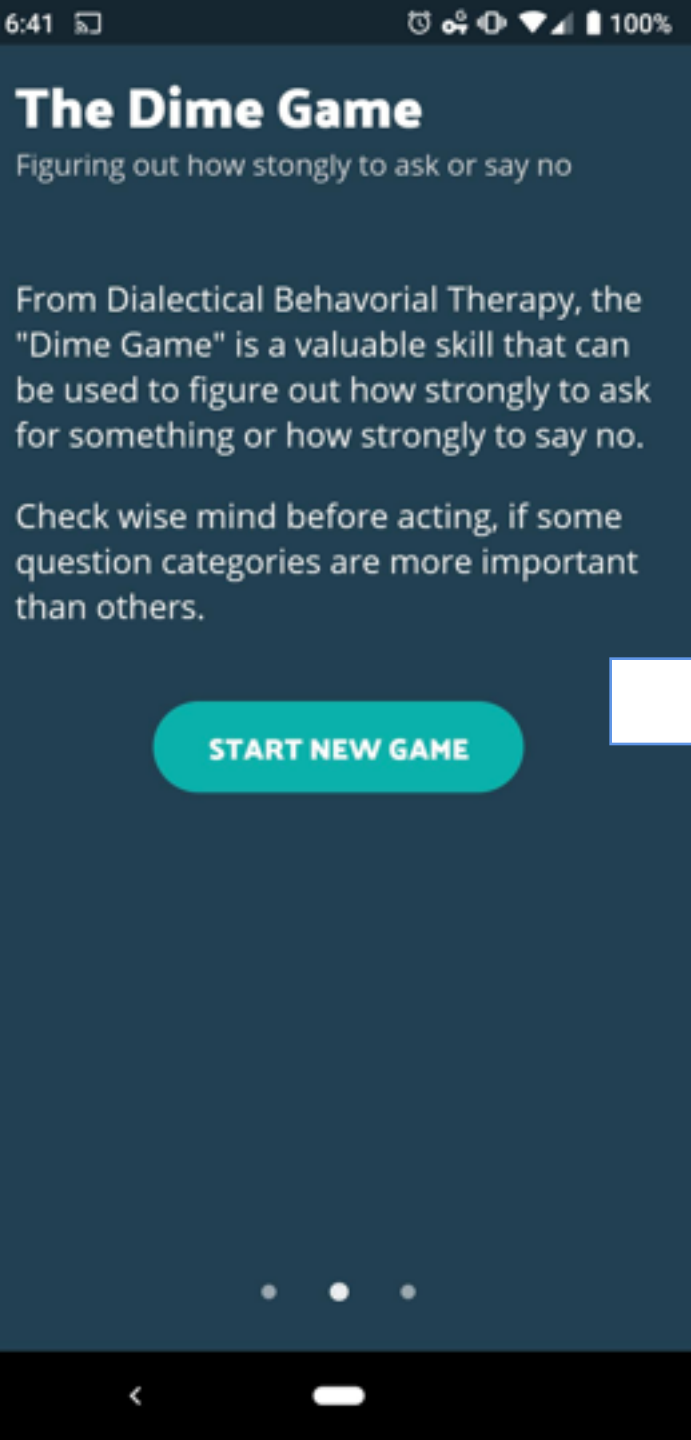 6:41 100%
The Dime Game
Figuring out how stongly to ask or say no
From Dialectical Behavorial Therapy, the
"Dime Game" is a valuable skill that can
be used to figure out how strongly to ask
for something or how strongly to say no.
Check wise mind before acting, if some
question categories are more important
than others.
START NEW GAME